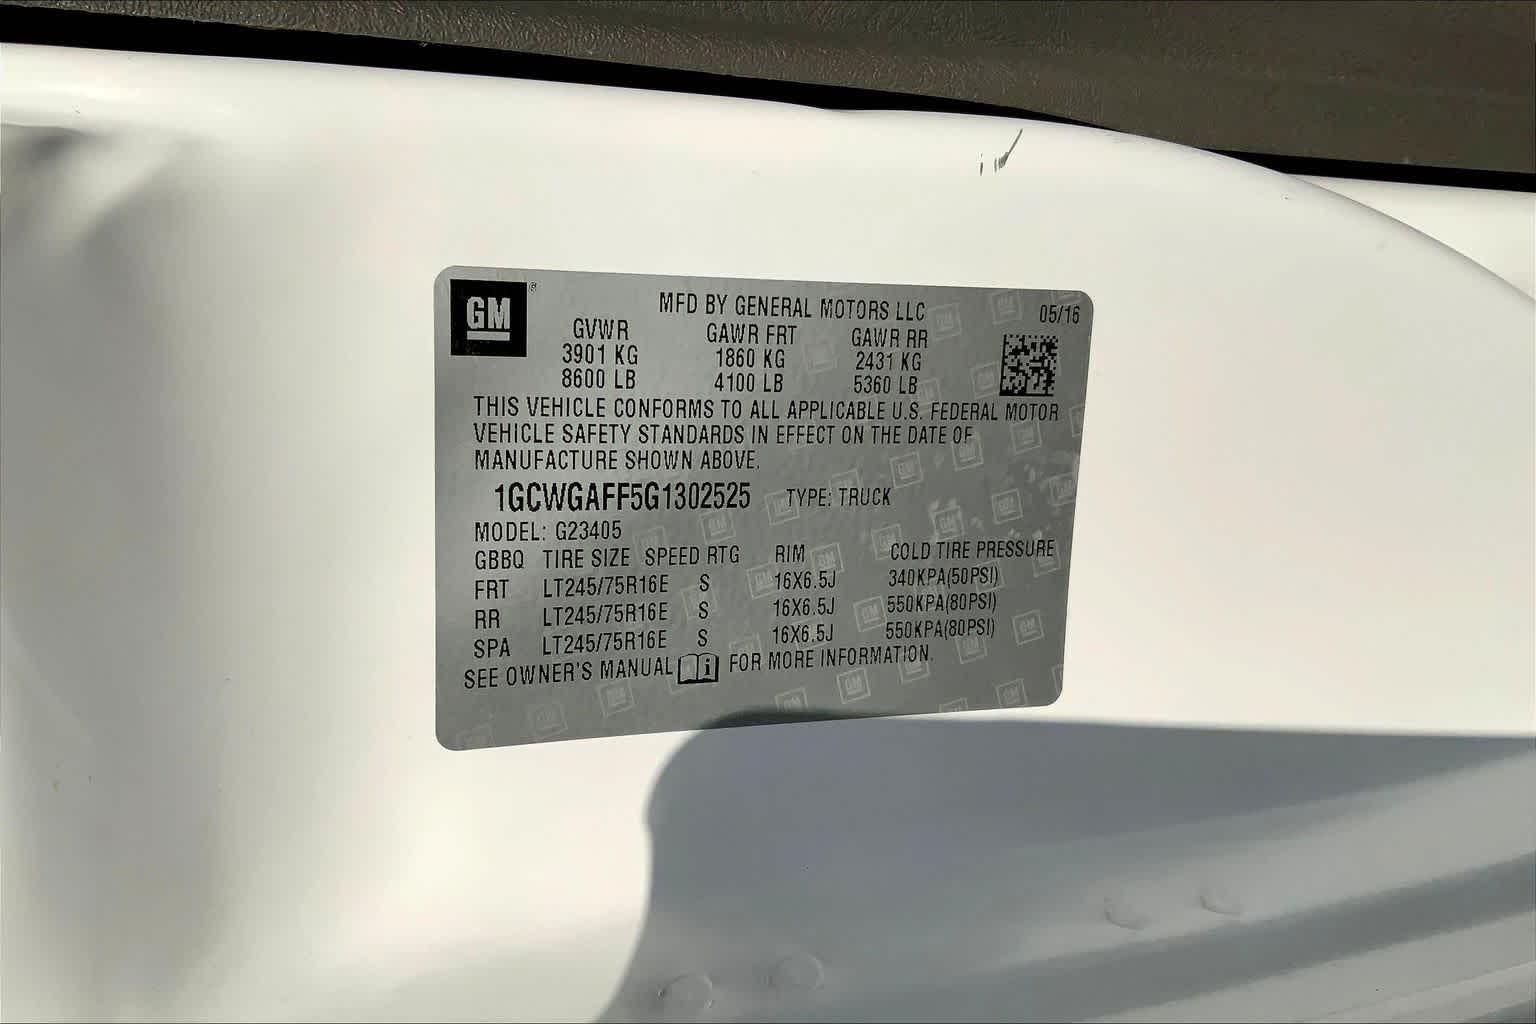 GM
MFD BY GENERAL MOTORS LLC 05/16
GVWR GAWR FRT GAWR RR
3901 KG 1860 KG 2431 KG
8600 LB 4100 LB 5360 LB
THIS VEHICLE CONFORMS TO ALL APPLICABLE U.S. FEDERAL MOTOR
VEHICLE SAFETY STANDARDS IN EFFECT ON THE DATE OF
MANUFACTURE SHOWN ABOVE.
1GCWGAFF5G1302525 TYPE: TRUCK
MODEL: G23405
GBBQ TIRE SIZE SPEED RTG RIM COLD TIRE PRESSURE
FRT LT245/75R16E S 16X6.5J 340KPA(50PSI)
RR LT245/75R16E S 16X6.5J 550KPA(80PSI)
SPA LT245/75R16E S 16X6.5J 550KPA(80PSI)
SEE OWNER'S MANUAL FOR MORE INFORMATION.